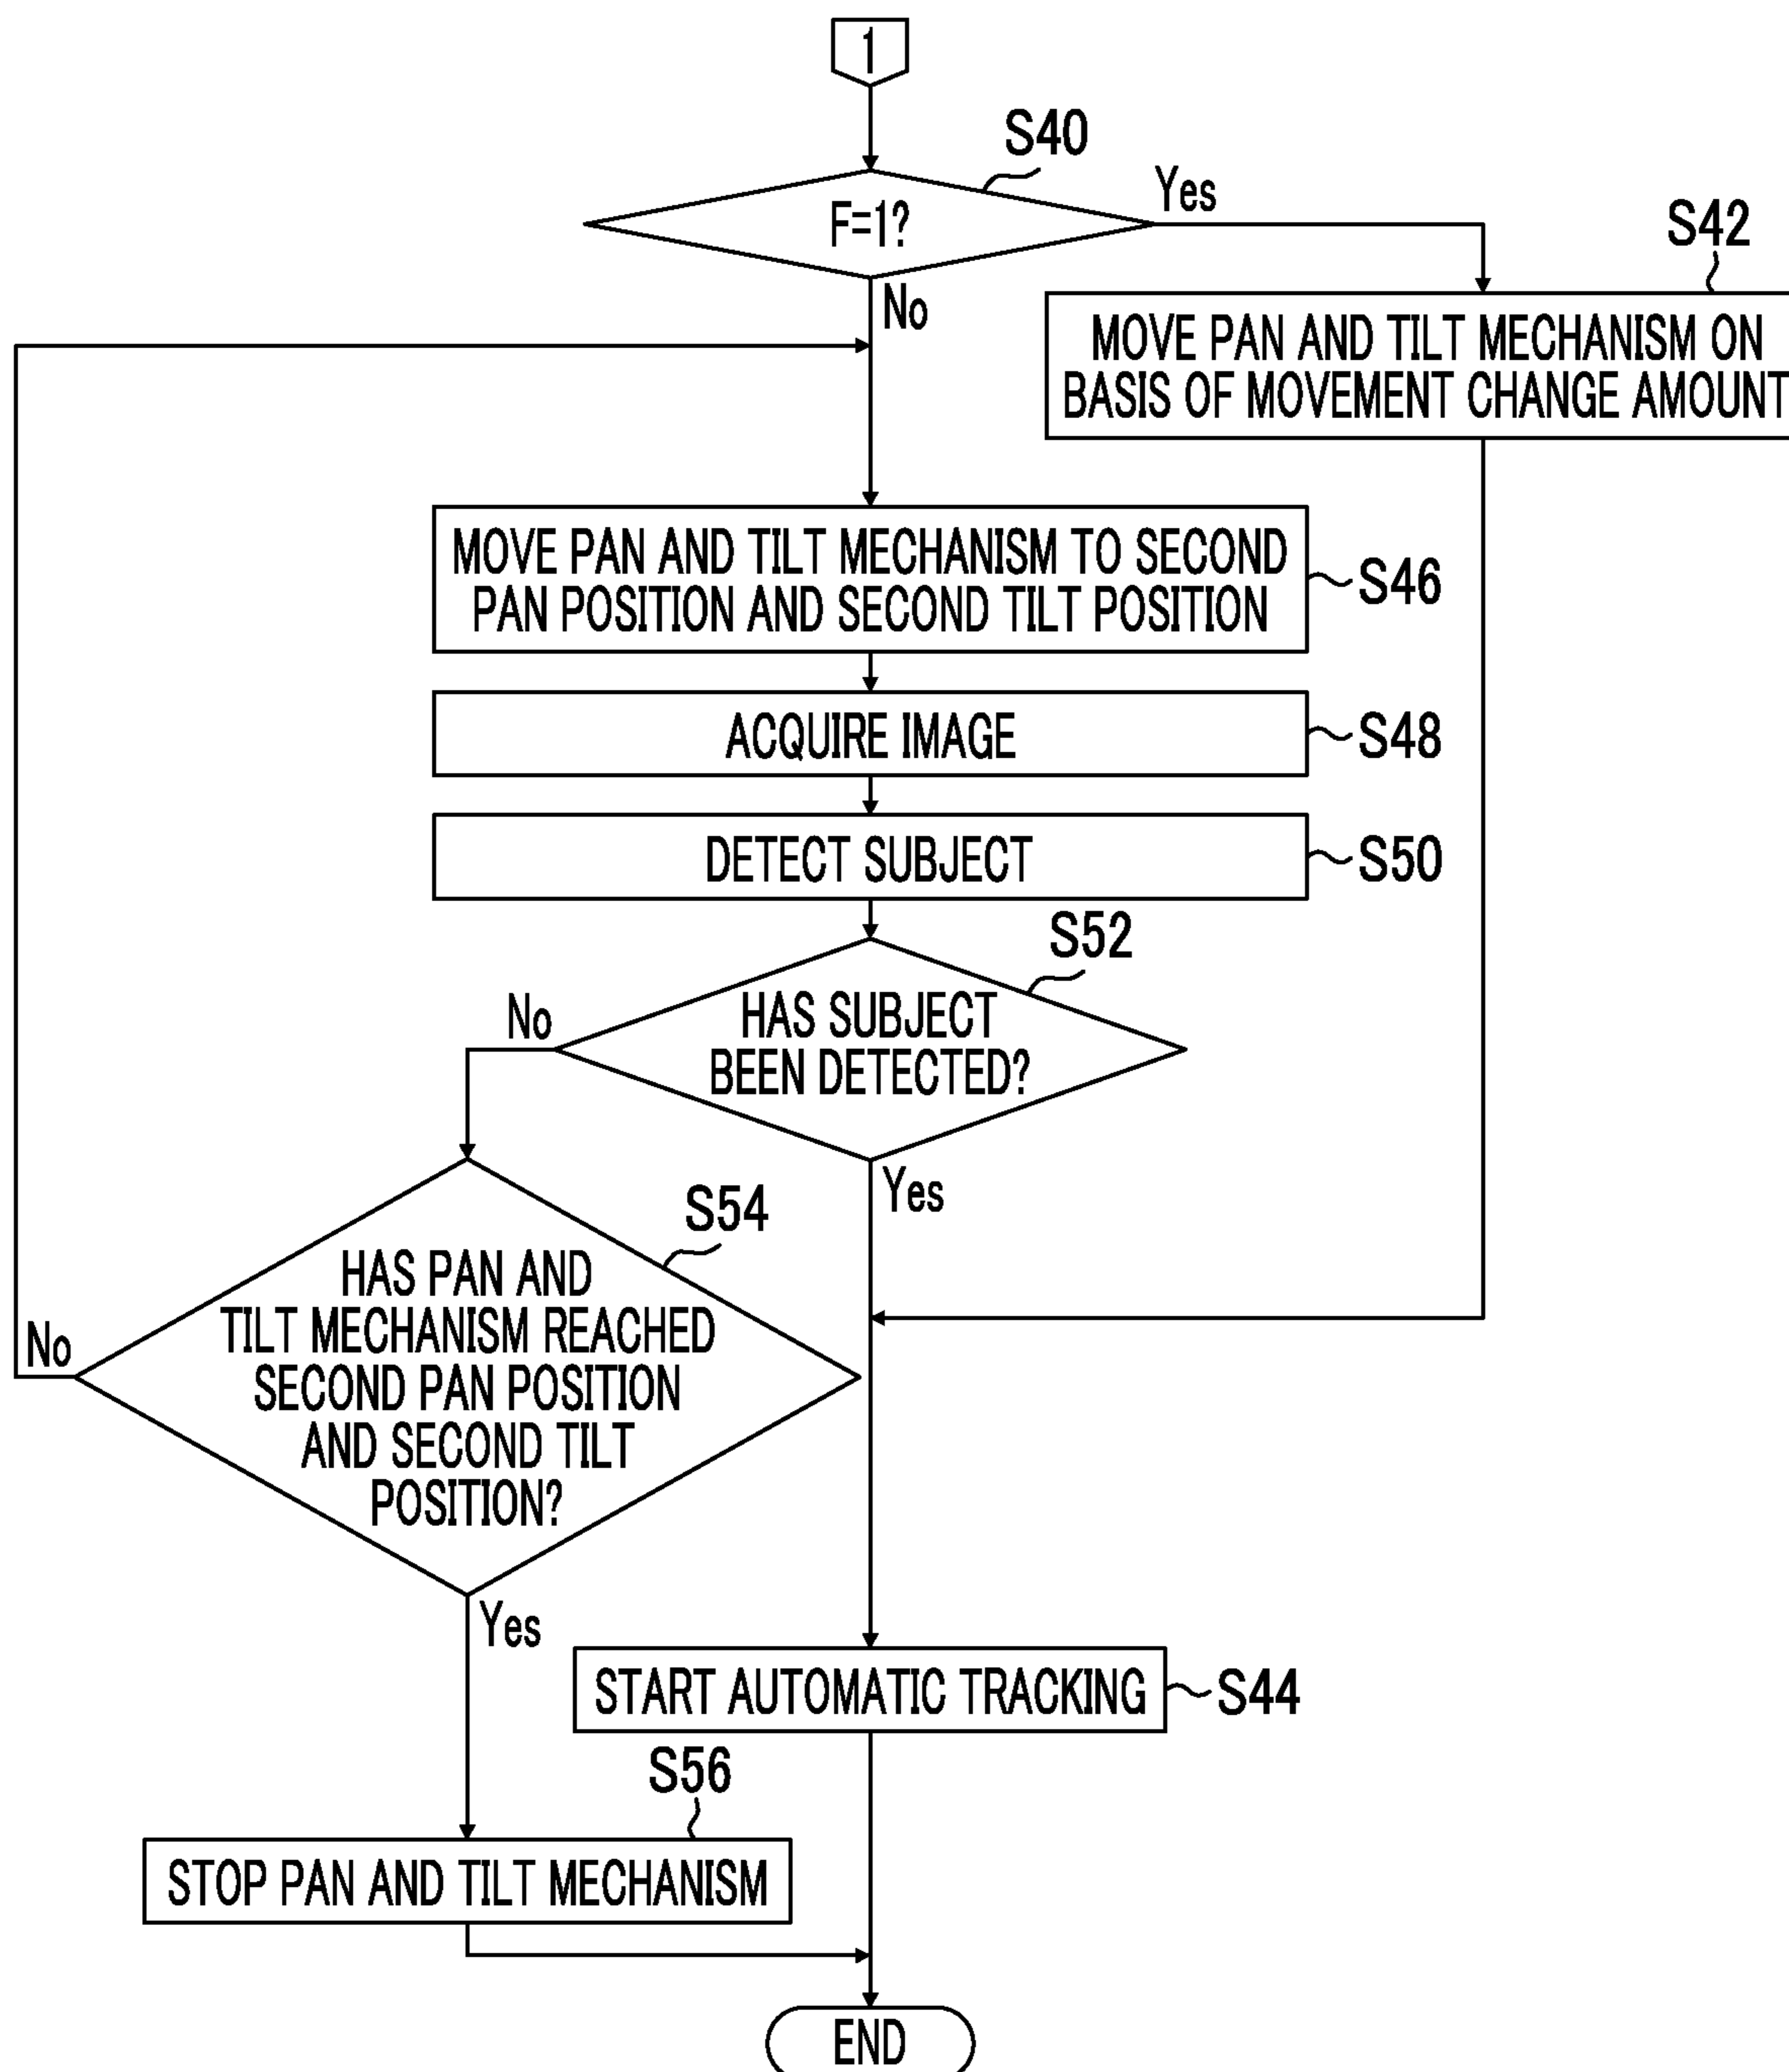 1
S40
F=1?
Yes
No
S42
MOVE PAN AND TILT MECHANISM ON
BASIS OF MOVEMENT CHANGE AMOUNT
MOVE PAN AND TILT MECHANISM TO SECOND
PAN POSITION AND SECOND TILT POSITION
S46
ACQUIRE IMAGE
S48
DETECT SUBJECT
S50
S52
HAS SUBJECT
BEEN DETECTED?
No
Yes
S54
HAS PAN AND
TILT MECHANISM REACHED
SECOND PAN POSITION
AND SECOND TILT
POSITION?
No
Yes
START AUTOMATIC TRACKING
S44
S56
STOP PAN AND TILT MECHANISM
END